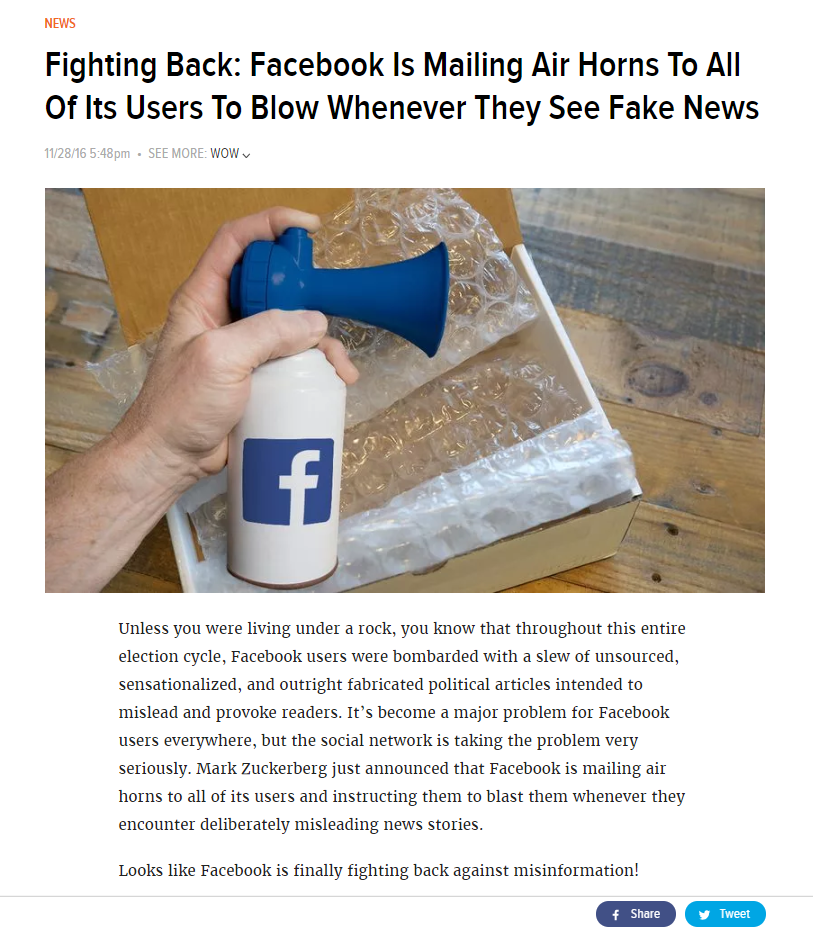 NEWS
Fighting Back: Facebook Is Mailing Air Horns To All
Of Its Users To Blow Whenever They See Fake News
11/28/16 5:48pm • SEE MORE: WOW
f
Unless you were living under a rock, you know that throughout this entire
election cycle, Facebook users were bombarded with a slew of unsourced,
sensationalized, and outright fabricated political articles intended to
mislead and provoke readers. It’s become a major problem for Facebook
users everywhere, but the social network is taking the problem very
seriously. Mark Zuckerberg just announced that Facebook is mailing air
horns to all of its users and instructing them to blast them whenever they
encounter deliberately misleading news stories.
Looks like Facebook is finally fighting back against misinformation!
f Share
Tweet